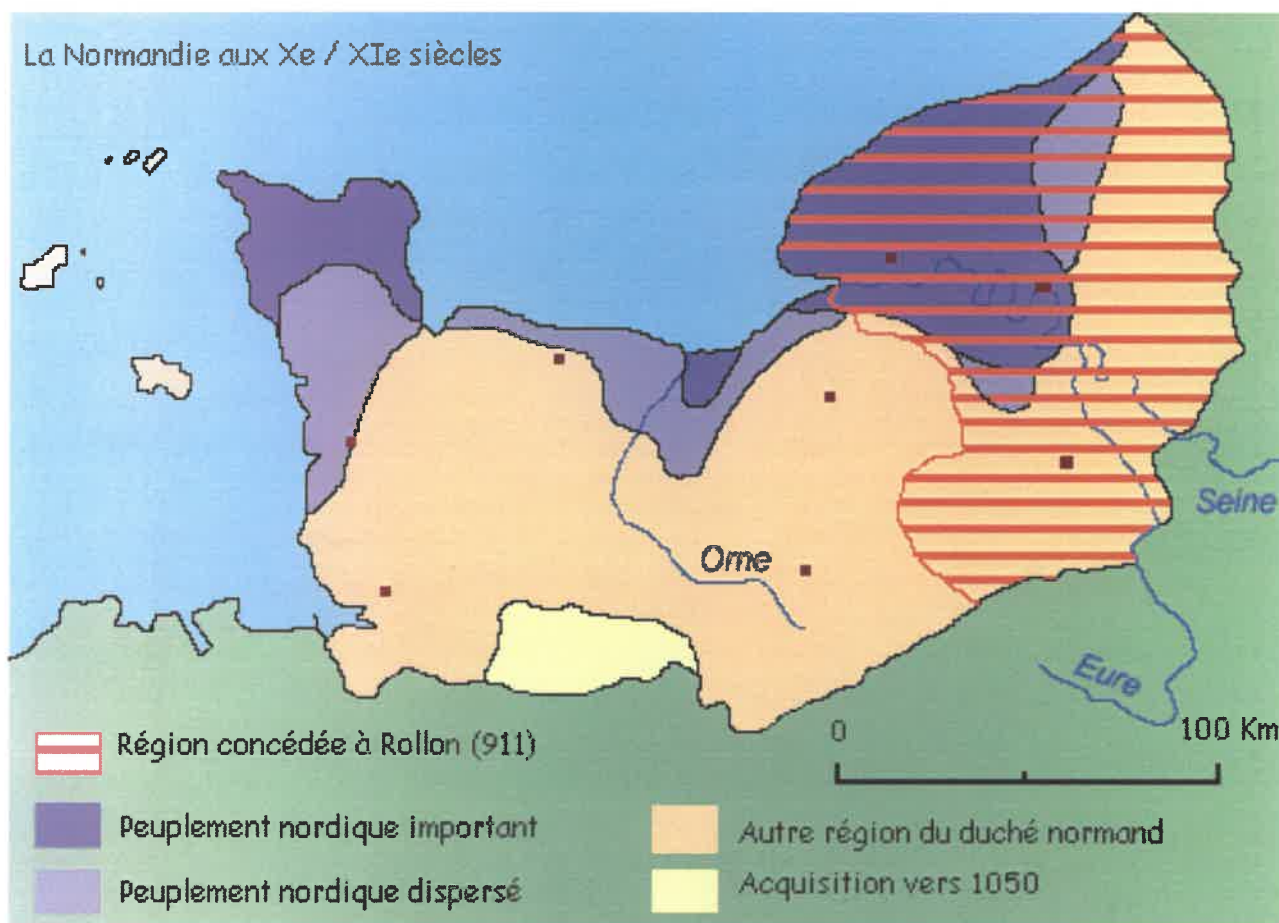 La Normandie aux Xe / XIe siècles
Orne
Seine
Eure
0 100 Km
Région concédée à Rollon (911)
Peuplement nordique important
Autre région du duché normand
Peuplement nordique dispersé
Acquisition vers 1050